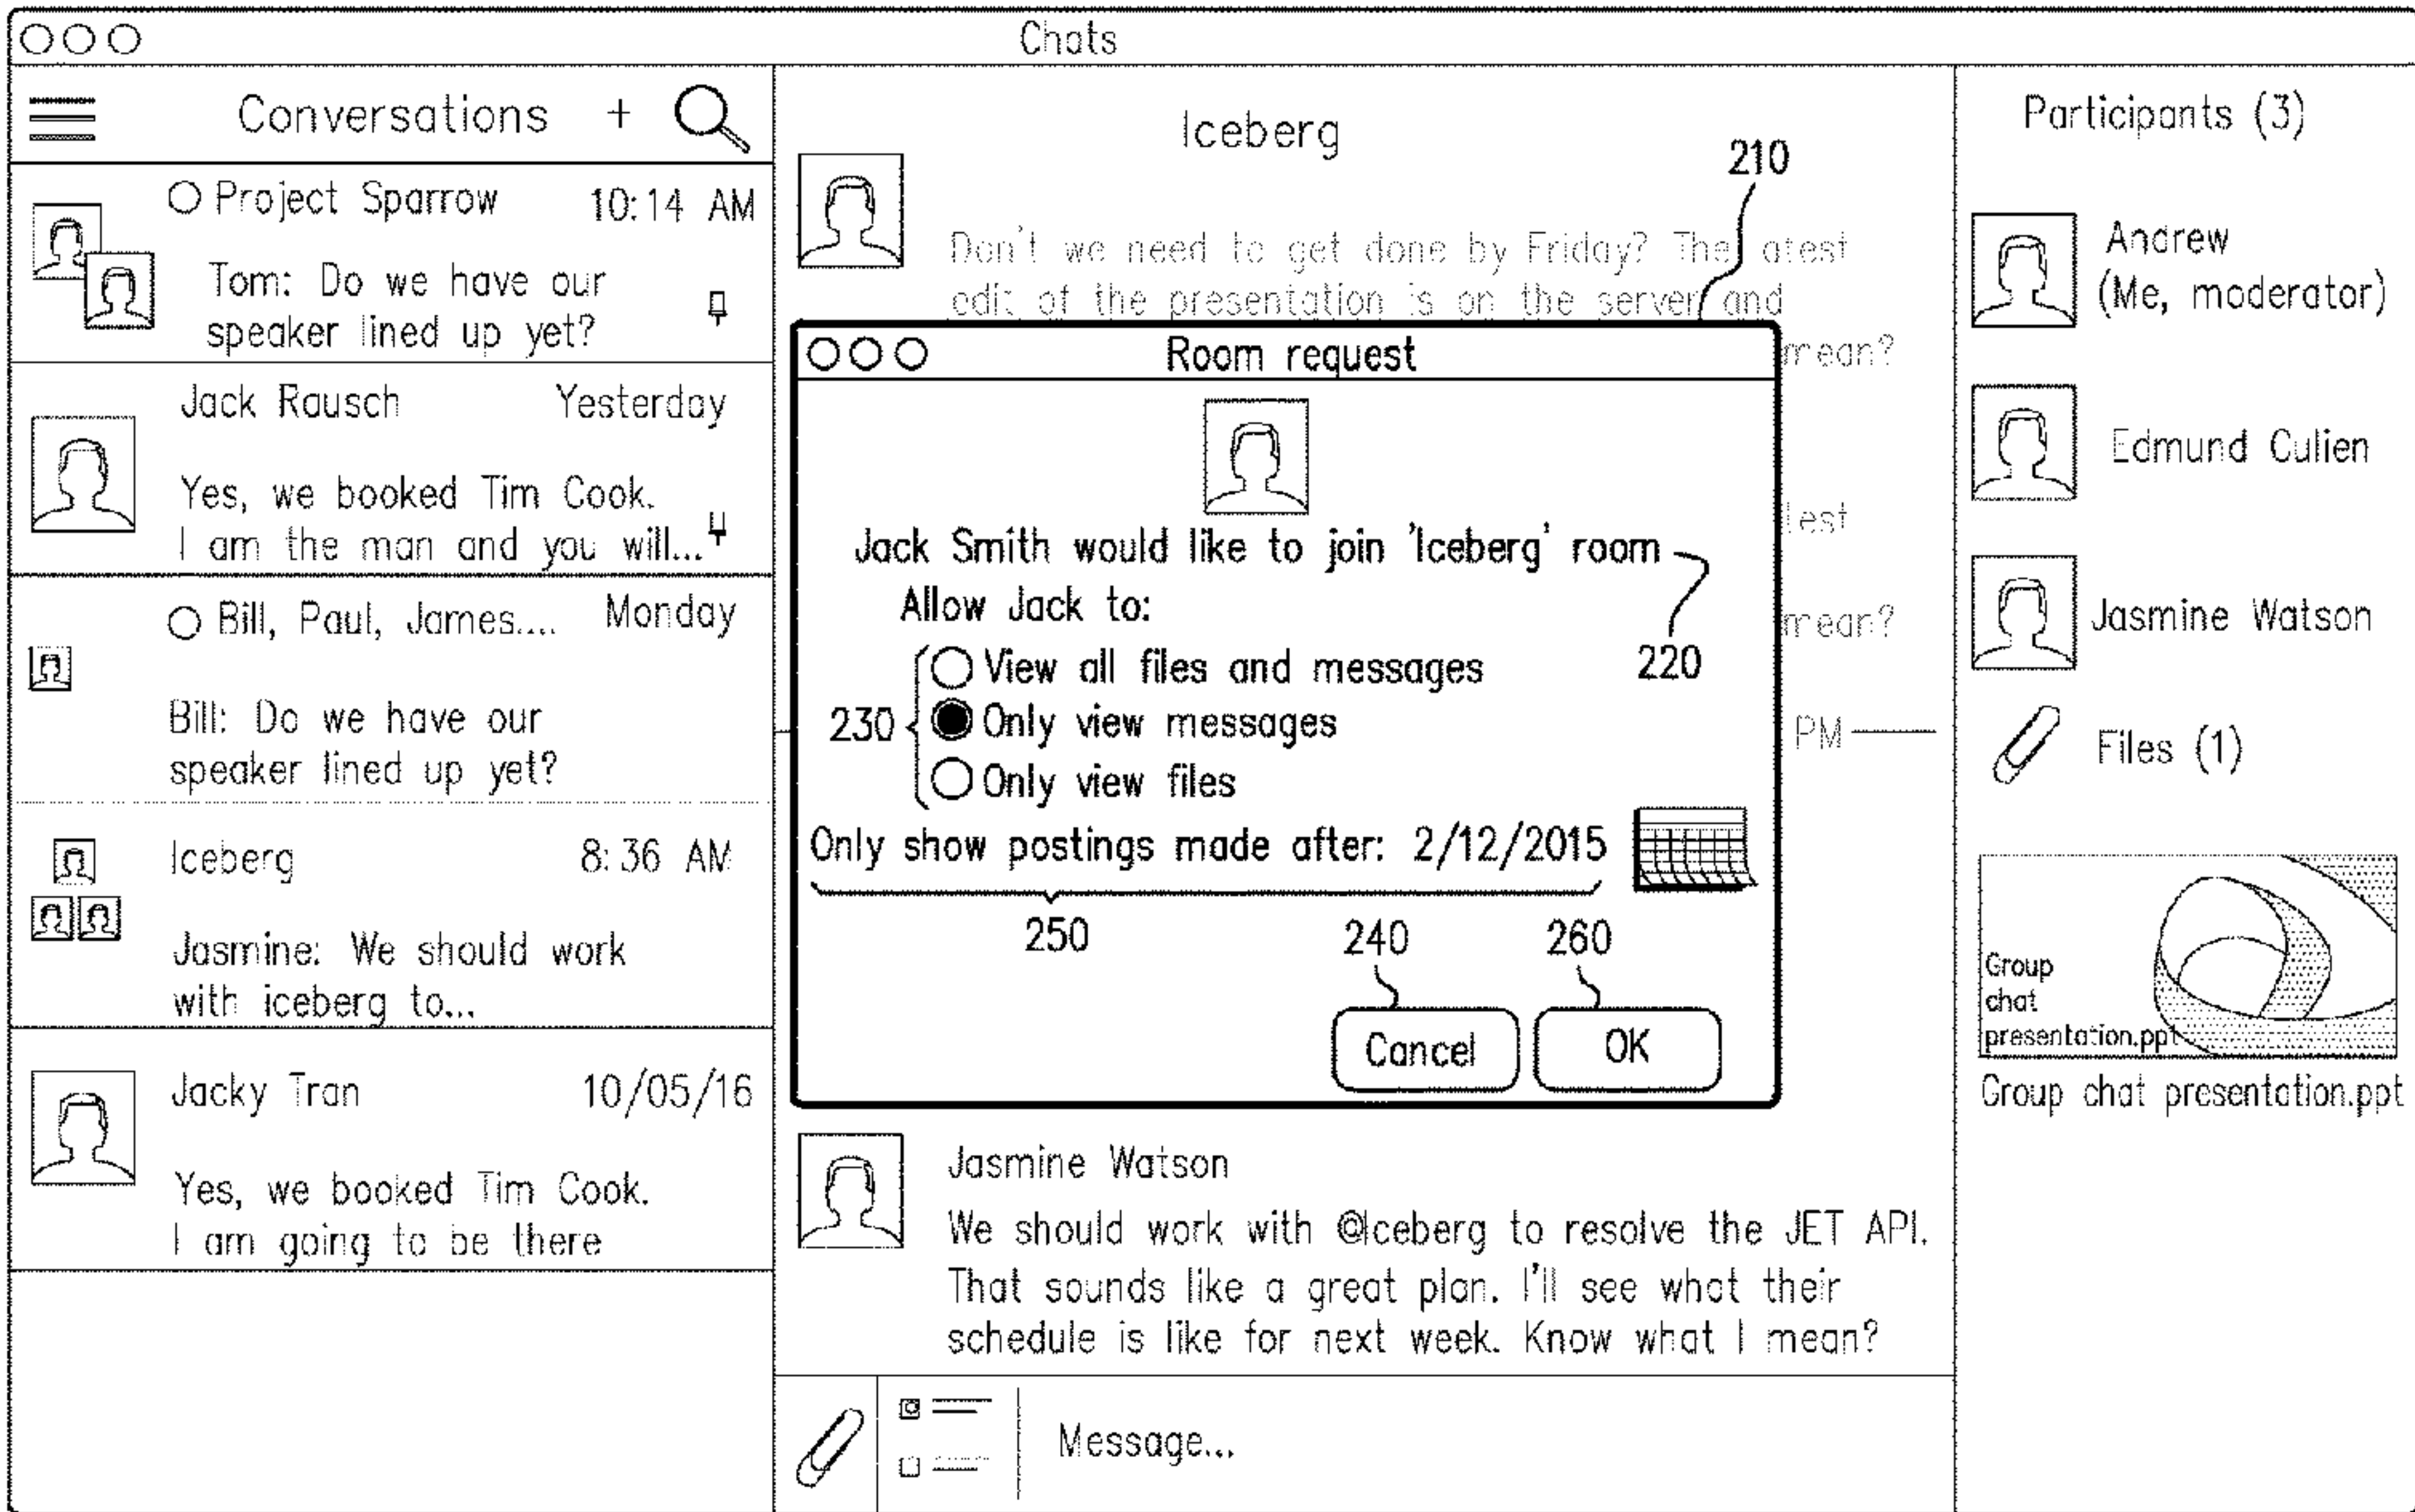 Chats
Conversations +
Project Sparrow 10:14 AM
Tom: Do we have our
speaker lined up yet?
Jack Rausch Yesterday
Yes, we booked Tim Cook.
I am the man and you will...
Bill, Paul, James.... Monday
Bill: Do we have our
speaker lined up yet?
Iceberg 8:36 AM
Jasmine: We should work
with iceberg to...
Jacky Tran 10/05/16
Yes, we booked Tim Cook.
I am going to be there
Iceberg
210
Don't we need to get done by Friday? The atest
edit of the presentation is on the server and
mean?
Room request
Jack Smith would like to join 'Iceberg' room
220
Allow Jack to:
230
View all files and messages
Only view messages
Only view files
Only show postings made after: 2/12/2015
250
240
260
Cancel
OK
mean?
PM
Jasmine Watson
We should work with @Iceberg to resolve the JET API.
That sounds like a great plan. I'll see what their
schedule is like for next week. Know what I mean?
Message...
Participants (3)
Andrew
(Me, moderator)
Edmund Culien
Jasmine Watson
Files (1)
Group
chat
presentation.ppt
Group chat presentation.ppt